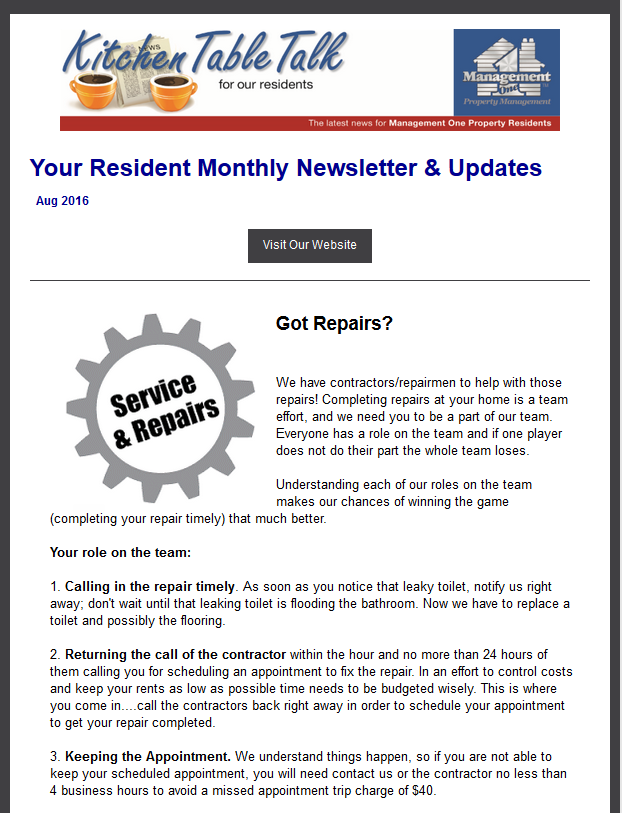 Kitchen Table Talk
NEWS
for our residents
Management
One
Property Management
The latest news for Management One Property Residents
Your Resident Monthly Newsletter & Updates
Aug 2016
Visit Our Website
Got Repairs?
Service
& Repairs
We have contractors/repairmen to help with those
repairs! Completing repairs at your home is a team
effort, and we need you to be a part of our team.
Everyone has a role on the team and if one player
does not do their part the whole team loses.
Understanding each of our roles on the team
makes our chances of winning the game
(completing your repair timely) that much better.
Your role on the team:
1. Calling in the repair timely. As soon as you notice that leaky toilet, notify us right
away; don't wait until that leaking toilet is flooding the bathroom. Now we have to replace a
toilet and possibly the flooring.
2. Returning the call of the contractor within the hour and no more than 24 hours of
them calling you for scheduling an appointment to fix the repair. In an effort to control costs
and keep your rents as low as possible time needs to be budgeted wisely. This is where
you come in....call the contractors back right away in order to schedule your appointment
to get your repair completed.
3. Keeping the Appointment. We understand things happen, so if you are not able to
keep your scheduled appointment, you will need contact us or the contractor no less than
4 business hours to avoid a missed appointment trip charge of $40.